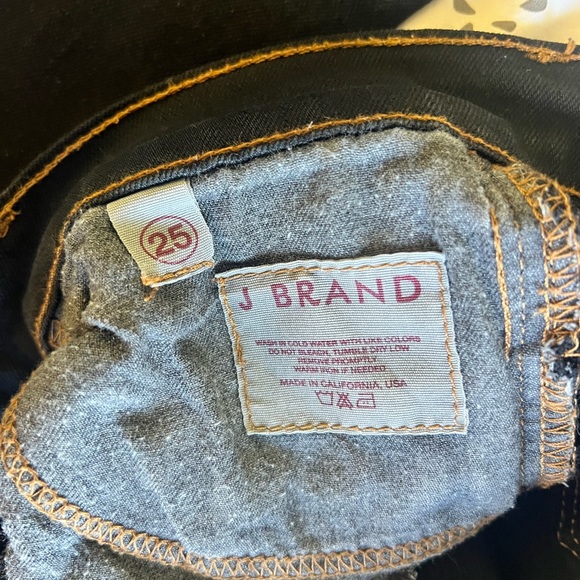 25
J BRAND
WASH IN COLD WATER WITH LIKE COLORS
DO NOT BLEACH, TUMBLE DRY LOW
REMOVE PROMPTLY
WARM IRON IF NEEDED
MADE IN CALIFORNIA, USA